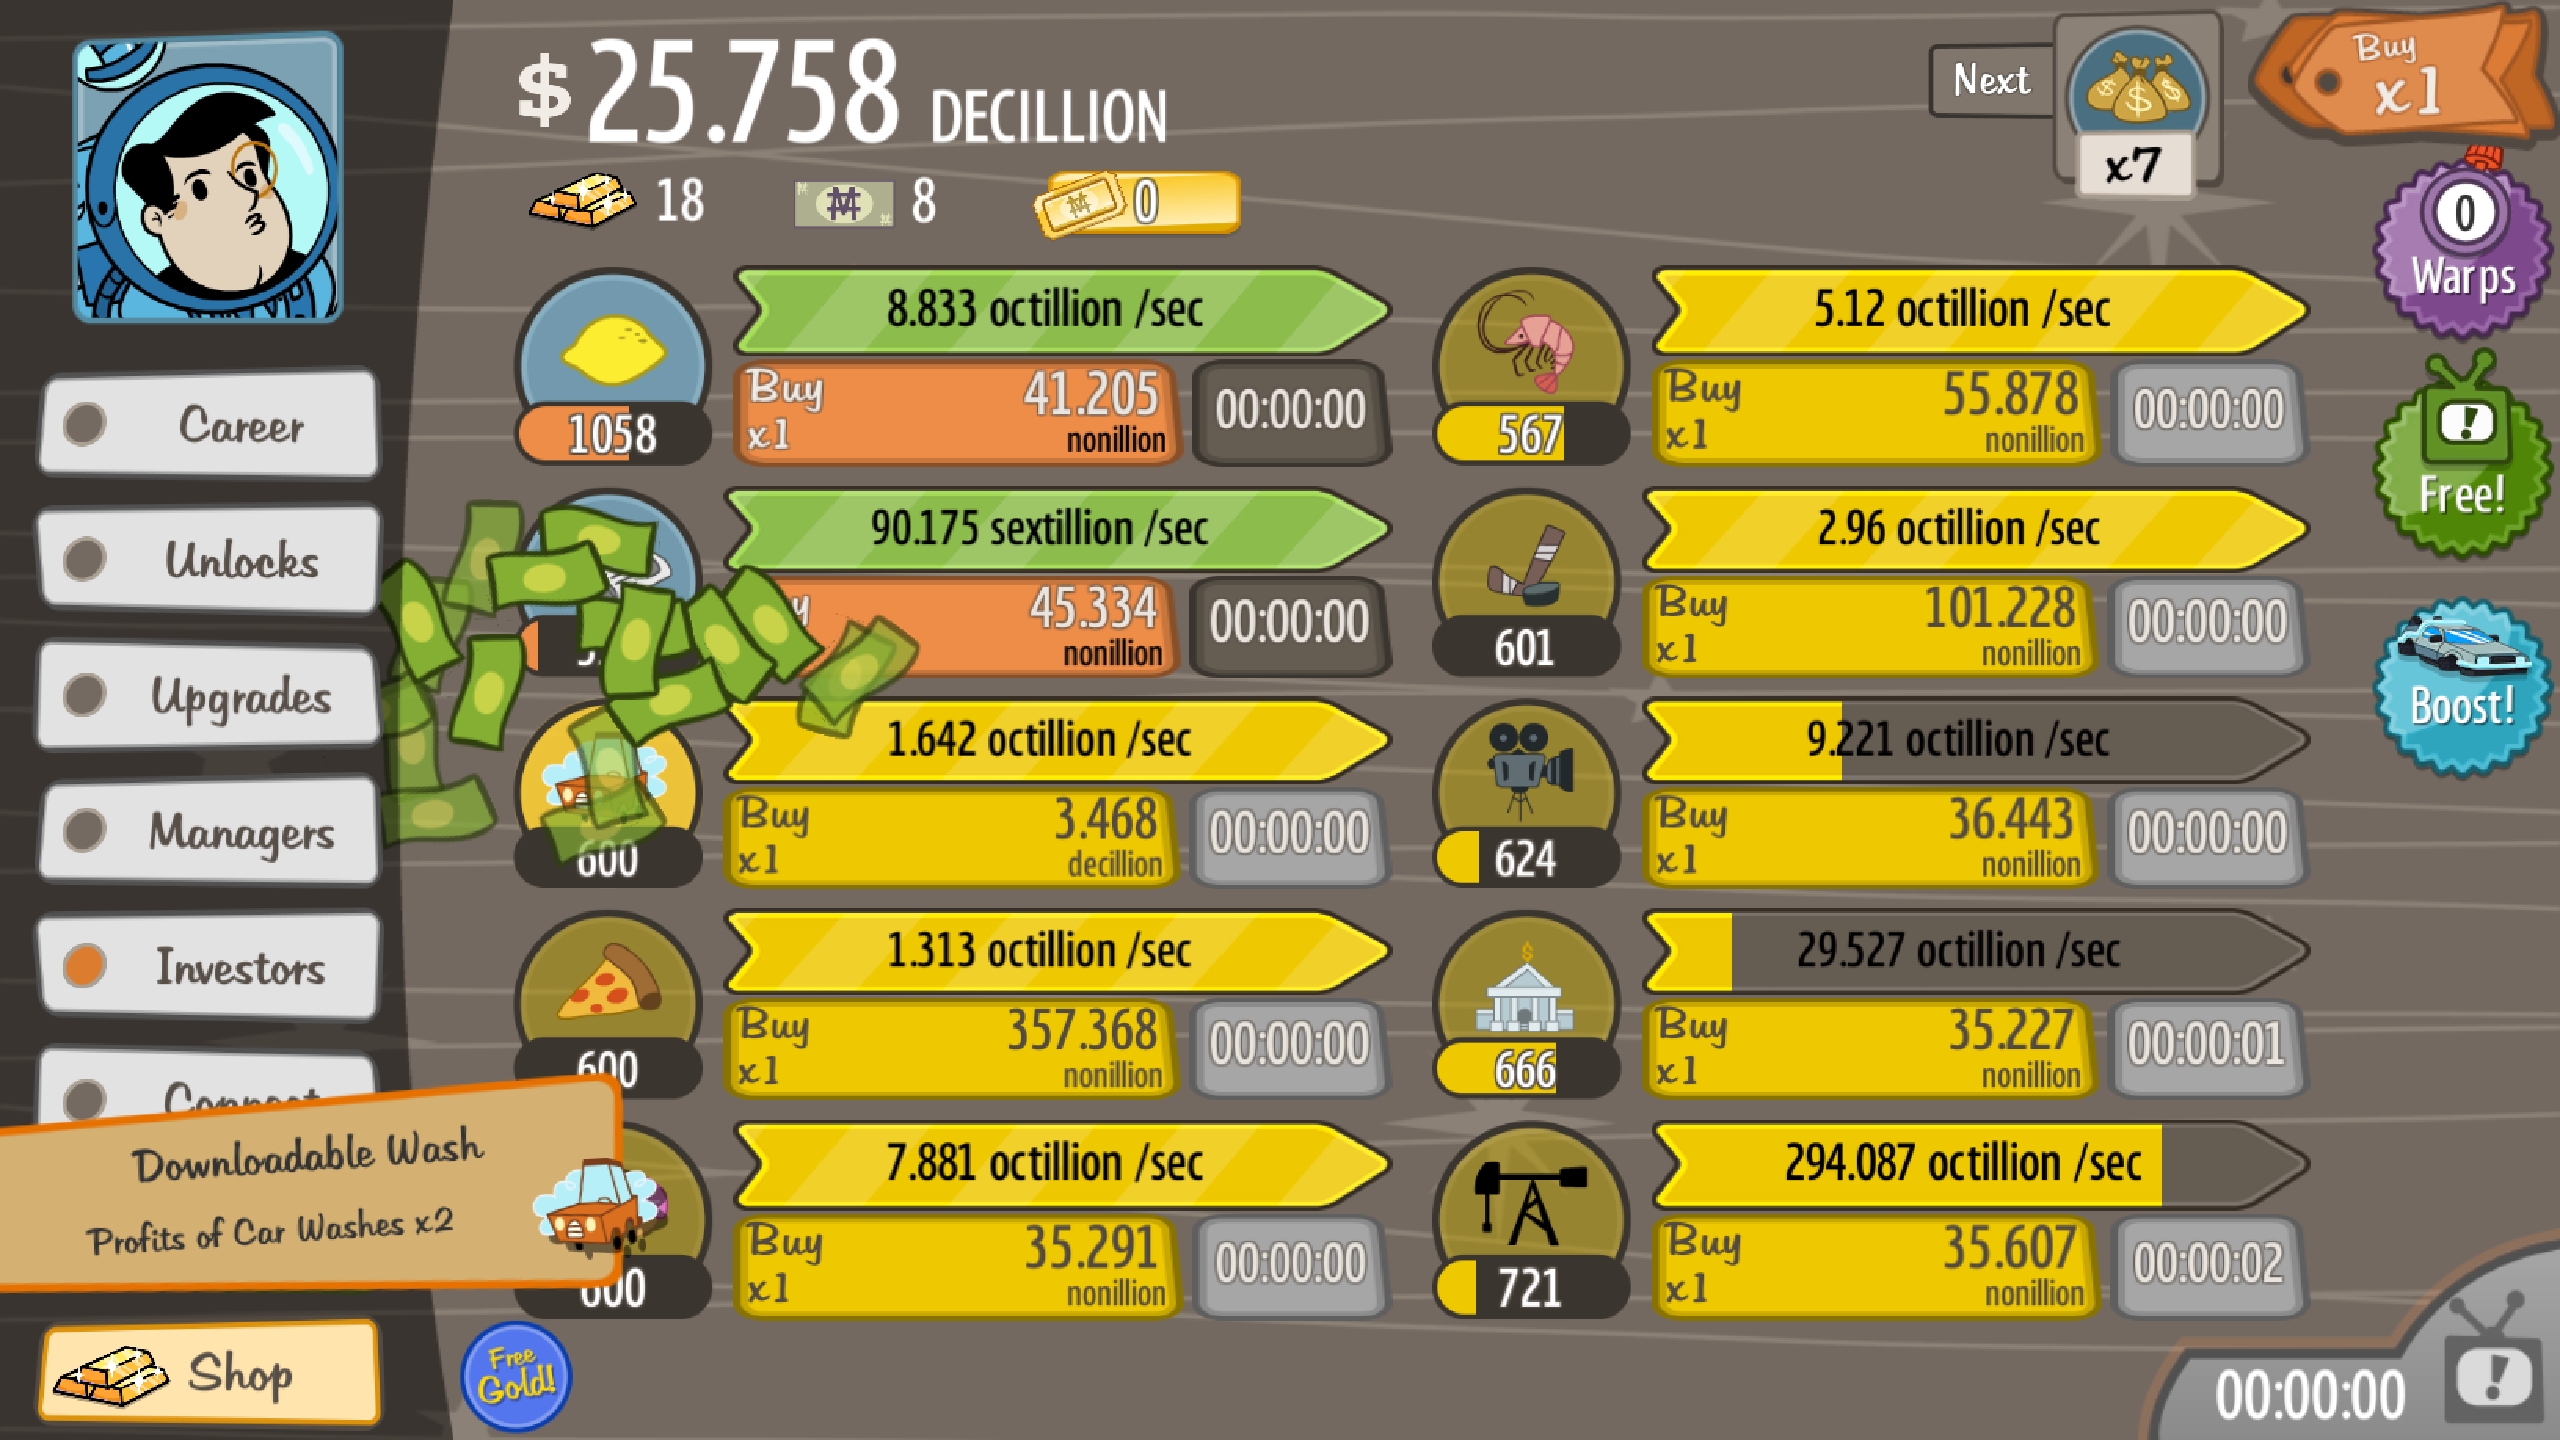 $25.758 DECILLION
18
8
0
Next
x7
Buy
x1
0
Warps
Free!
Boost!
Career
Unlocks
Upgrades
Managers
Investors
Connect
Downloadable Wash
Profits of Car Washes x2
Shop
Free
Gold!
8.833 octillion /sec
Buy
x1
41.205
nonillion
00:00:00
1058
90.175 sextillion /sec
45.334
nonillion
00:00:00
1.642 octillion /sec
Buy
x1
3.468
decillion
00:00:00
600
1.313 octillion /sec
Buy
x1
357.368
nonillion
00:00:00
600
7.881 octillion /sec
Buy
x1
35.291
nonillion
00:00:00
600
5.12 octillion /sec
Buy
x1
55.878
nonillion
00:00:00
567
2.96 octillion /sec
Buy
x1
101.228
nonillion
00:00:00
601
9.221 octillion /sec
Buy
x1
36.443
nonillion
00:00:00
624
29.527 octillion /sec
Buy
x1
35.227
nonillion
00:00:01
666
294.087 octillion /sec
Buy
x1
35.607
nonillion
00:00:02
721
00:00:00